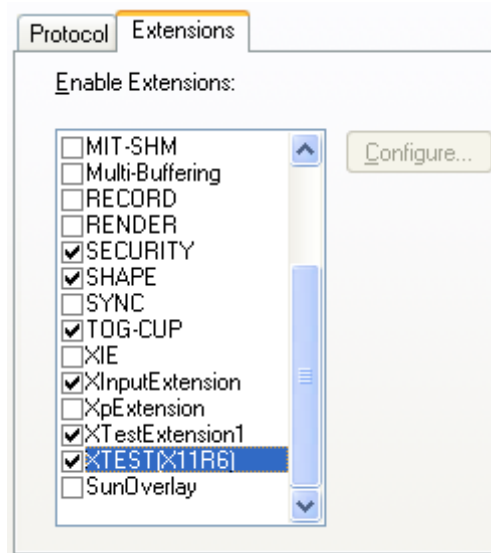 Protocol Extensions
Enable Extensions:
MIT-SHM
Configure...
Multi-Buffering
RECORD
RENDER
SECURITY
SHAPE
SYNC
TOG-CUP
XIE
XInputExtension
XpExtension
XTestExtension1
XTEST(X11R6)
SunOverlay